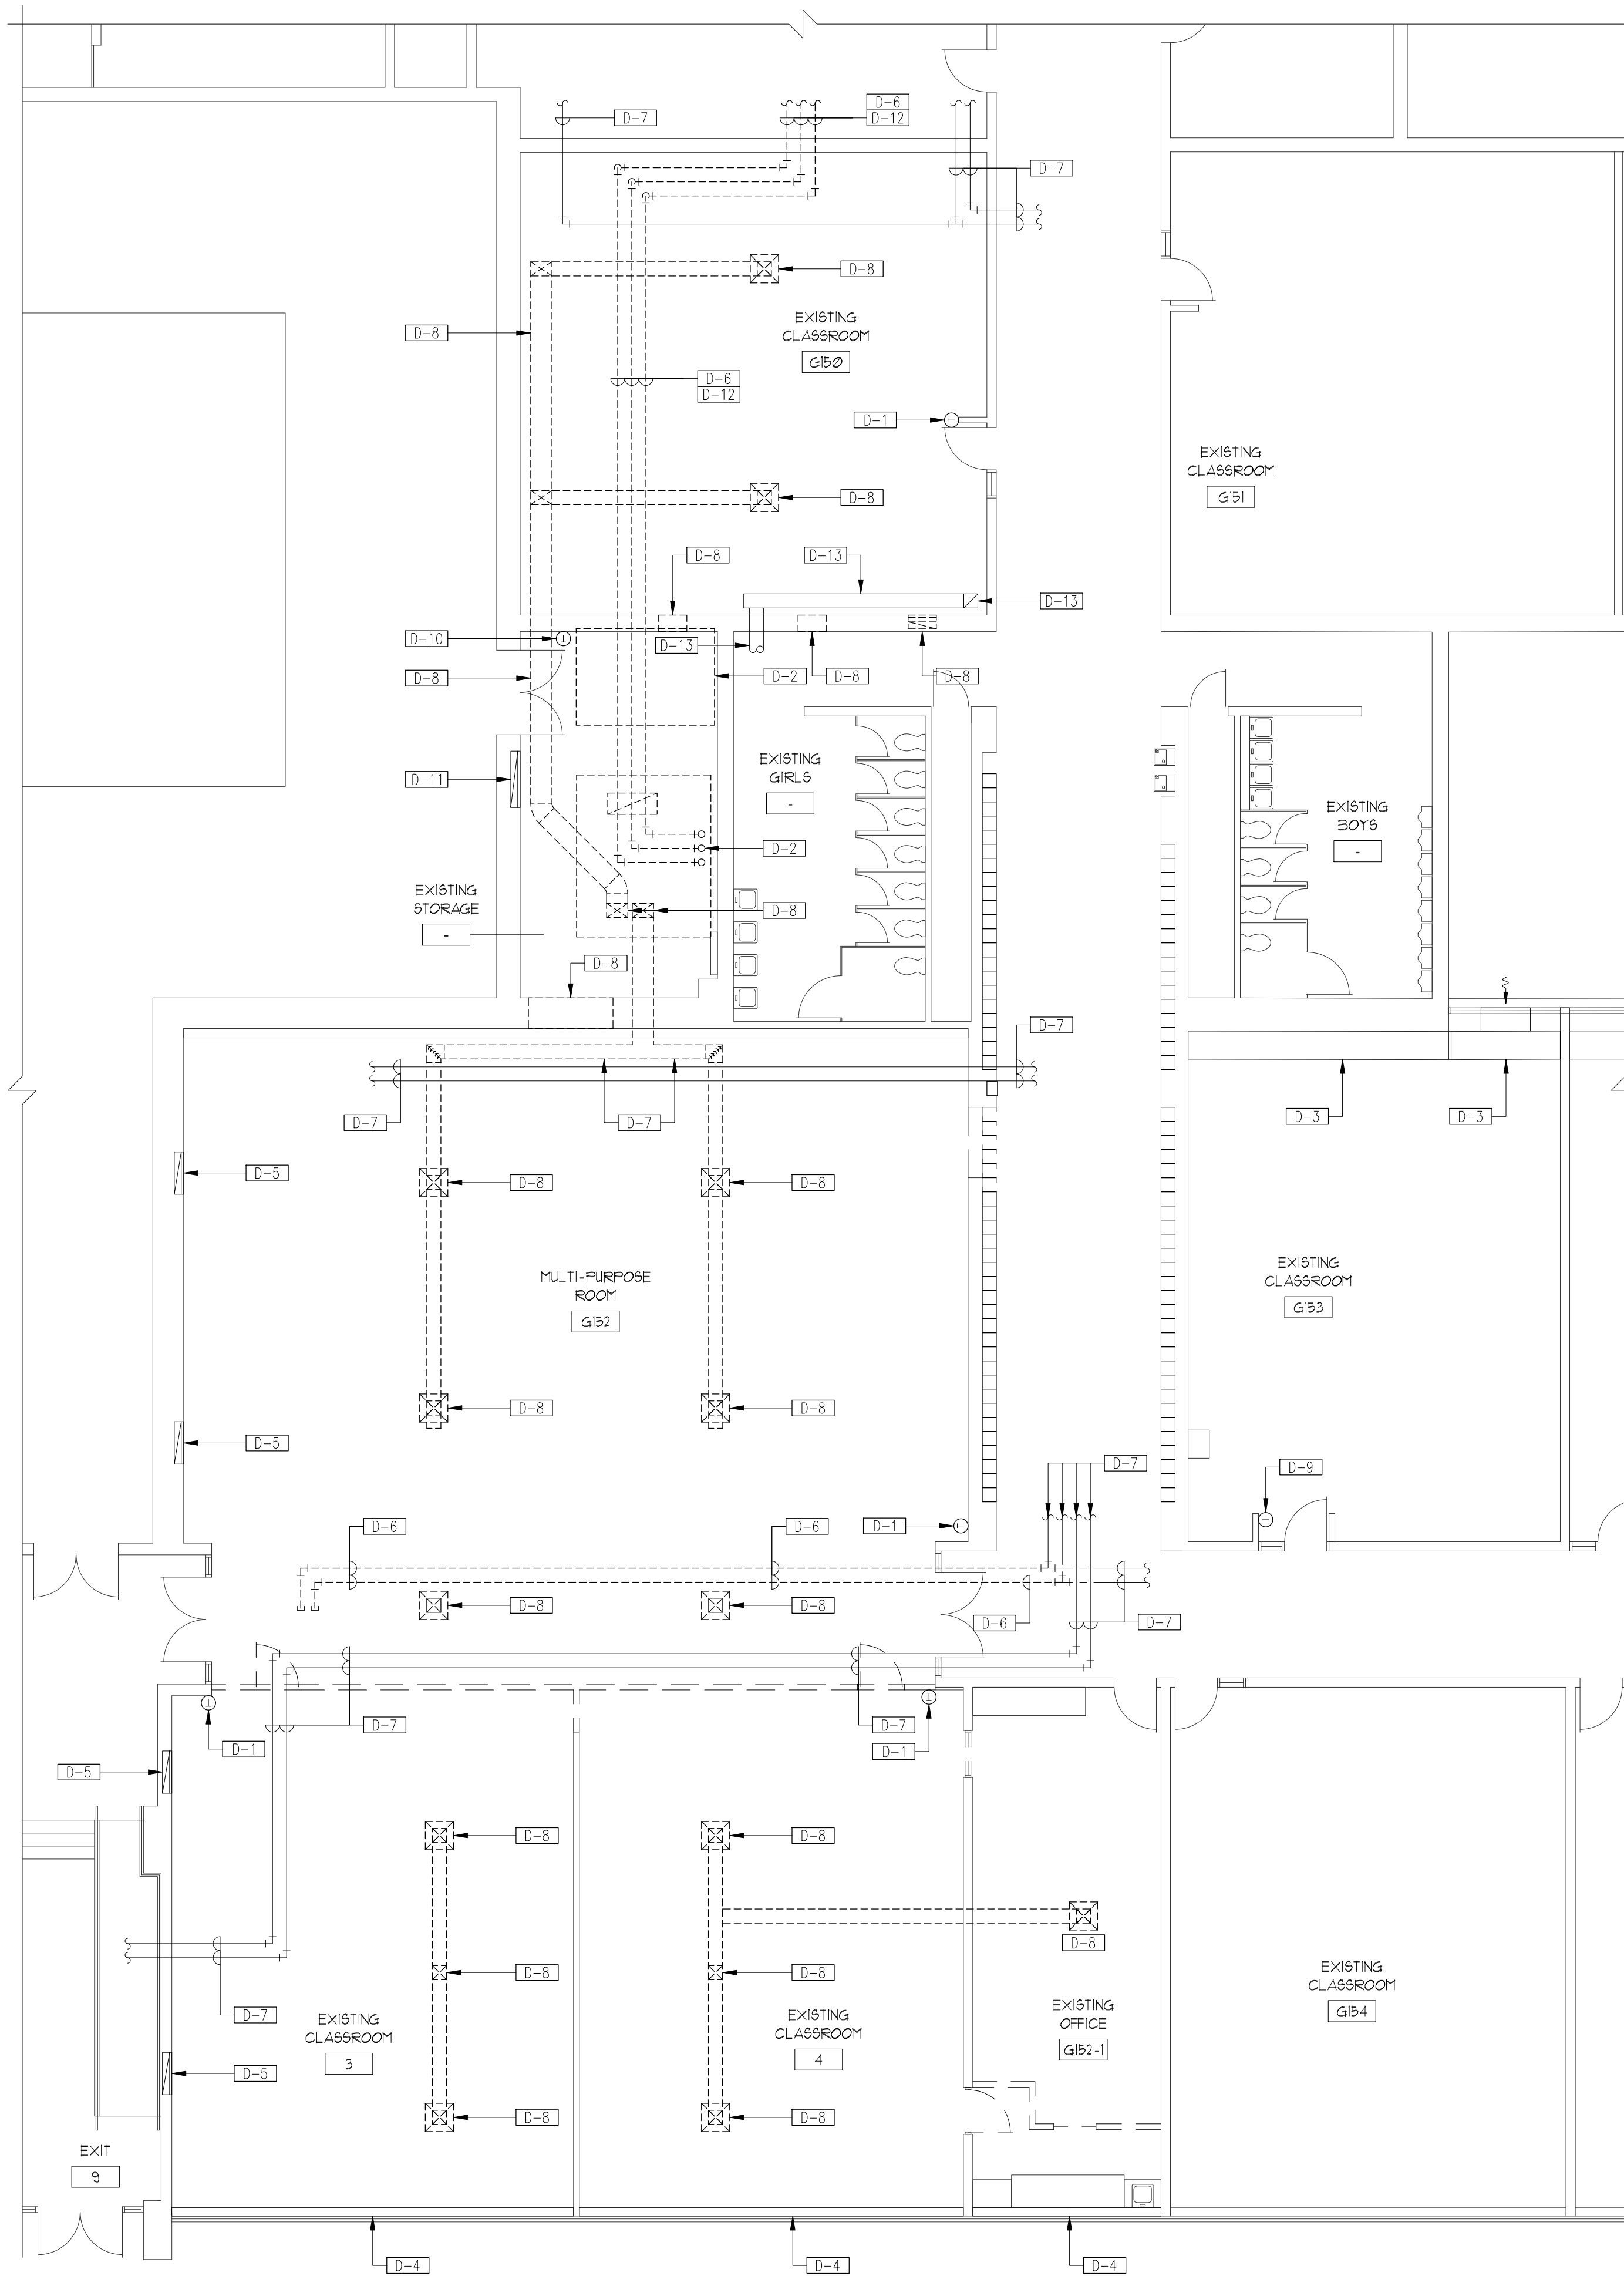 D-6
D-7
D-12
D-7
D-8
EXISTING
CLASSROOM
G150
D-8
D-6
D-12
D-1
EXISTING
CLASSROOM
G151
D-8
D-8
D-13
D-13
D-10
D-13
D-8
D-2
D-8
D-8
EXISTING
GIRLS
-
D-11
EXISTING
BOYS
-
D-2
EXISTING
STORAGE
-
D-8
D-8
D-7
D-7
D-7
D-3
D-3
D-5
D-8
D-8
MULTI-PURPOSE
ROOM
G152
EXISTING
CLASSROOM
G153
D-8
D-8
D-5
D-7
D-9
D-6
D-6
D-1
D-8
D-8
D-6
D-7
D-7
D-7
D-1
D-1
D-5
D-8
D-8
D-8
D-8
D-8
EXISTING
CLASSROOM
G154
D-7
EXISTING
CLASSROOM
3
EXISTING
CLASSROOM
4
EXISTING
OFFICE
G152-1
D-5
D-8
D-8
EXIT
9
D-4
D-4
D-4